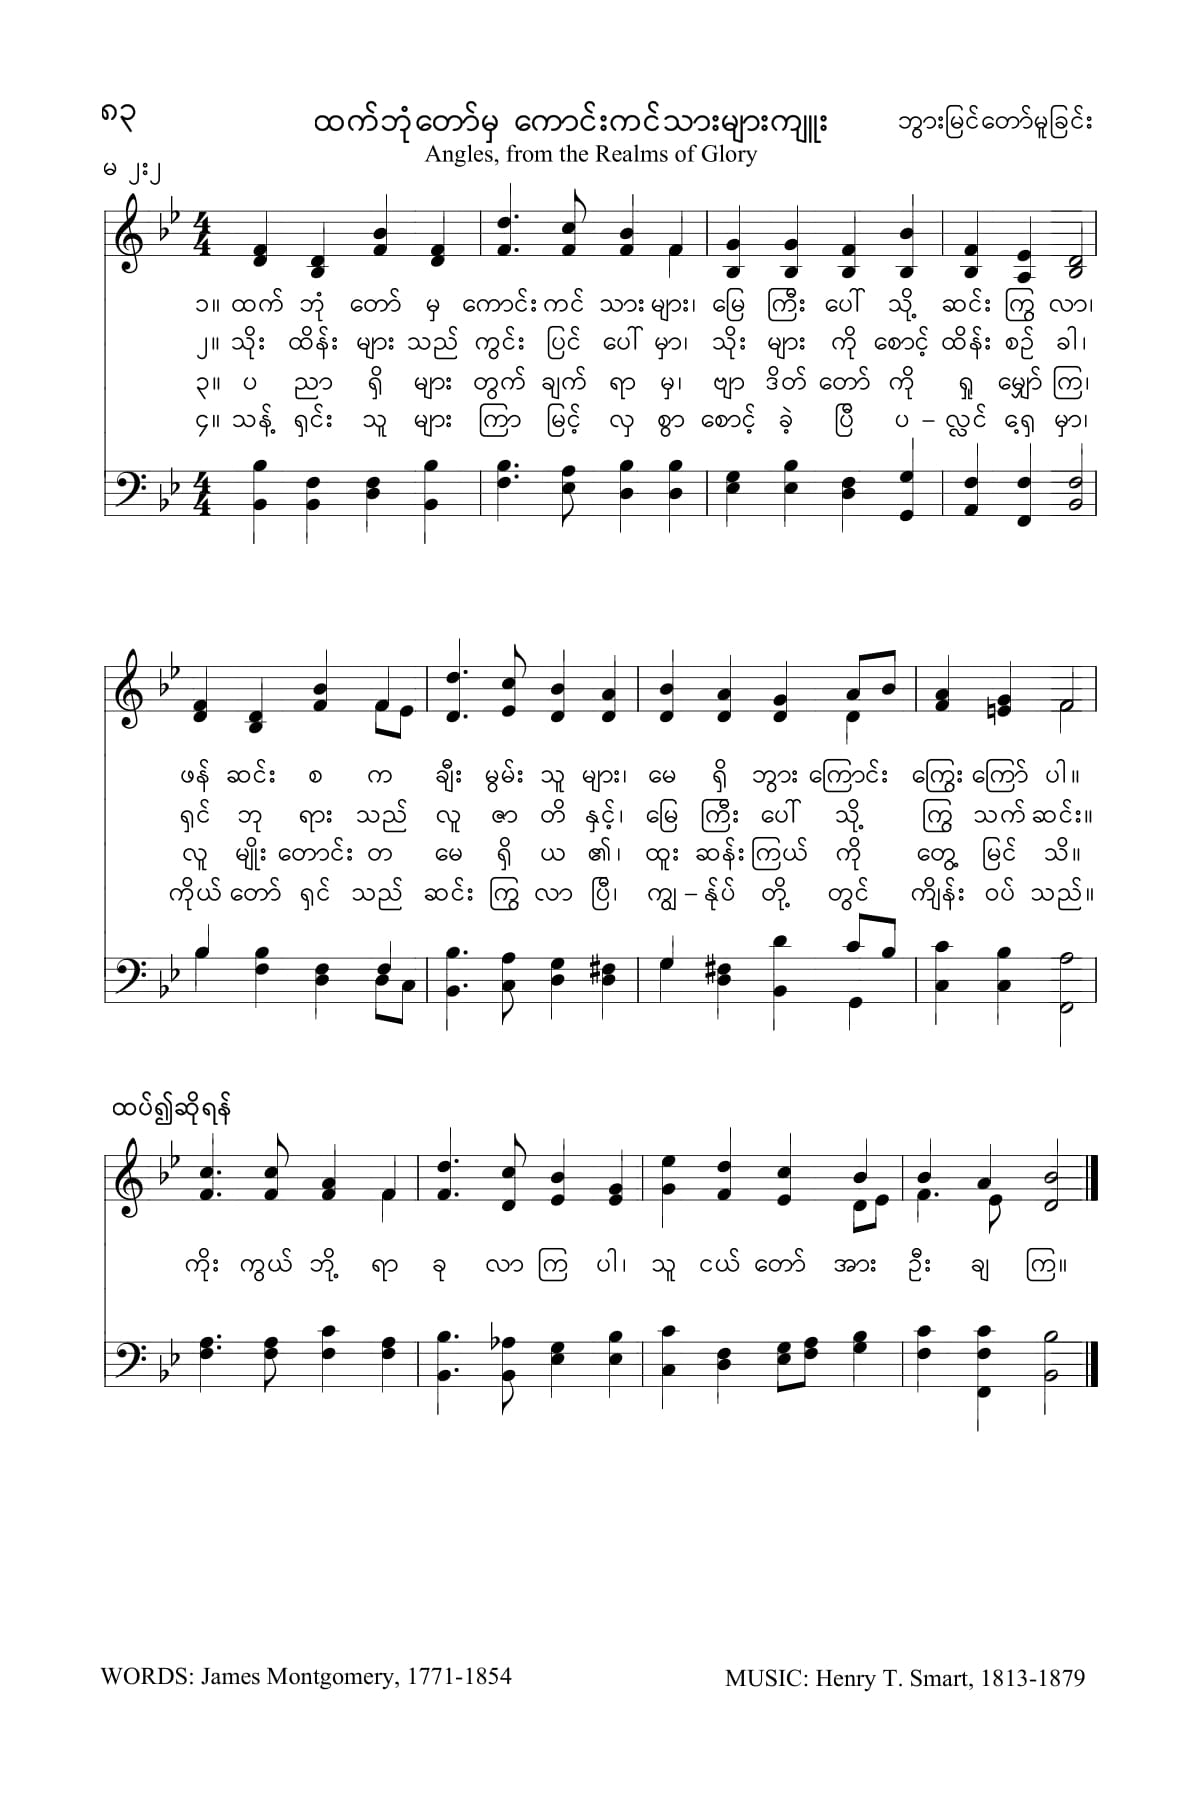 ၈၃
ထက်ဘုံတော်မှ ကောင်းကင်သားများကျူး
ဘွားမြင်တော်မူခြင်း
Angles, from the Realms of Glory
မ ၂း၂
၁။ ထက် ဘုံ တော် မှ ကောင်း ကင် သား များ၊ မြေ ကြီး ပေါ် သို့ ဆင်း ကြွ လာ၊
၂။ သိုး ထိန်း များ သည် ကွင်း ပြင် ပေါ် မှာ၊ သိုး များ ကို စောင့် ထိန်း စဉ် ခါ၊
၃။ ပ ညာ ရှိ များ တွက် ချက် ရာ မှ၊ ဗျာ ဒိတ် တော် ကို ရှု မျှော် ကြ၊
၄။ သန့် ရှင်း သူ များ ကြာ မြင့် လှ စွာ စောင့် ခဲ့ ပြီ ပ – လ္လင် ရှေ့ မှာ၊
ဖန် ဆင်း စ က ချီး မွမ်း သူ များ၊ မေ ရှိ ဘွား ကြောင်း ကြွေး ကြော် ပါ။
ရှင် ဘု ရား သည် လူ ဇာ တိ နှင့်၊ မြေ ကြီး ပေါ် သို့ ကြွ သက် ဆင်း။
လူ မျိုး တောင်း တ မေ ရှိ ယ ၏၊ ထူး ဆန်း ကြယ် ကို တွေ့ မြင် သိ။
ကိုယ် တော် ရှင် သည် ဆင်း ကြွ လာ ပြီ၊ ကျွ – န်ုပ် တို့ တွင် ကျိန်း ဝပ် သည်။
ထပ်၍ဆိုရန်
ကိုး ကွယ် ဘို့ ရာ ခု လာ ကြ ပါ၊ သူ ငယ် တော် အား ဦး ချ ကြ။
WORDS: James Montgomery, 1771-1854
MUSIC: Henry T. Smart, 1813-1879